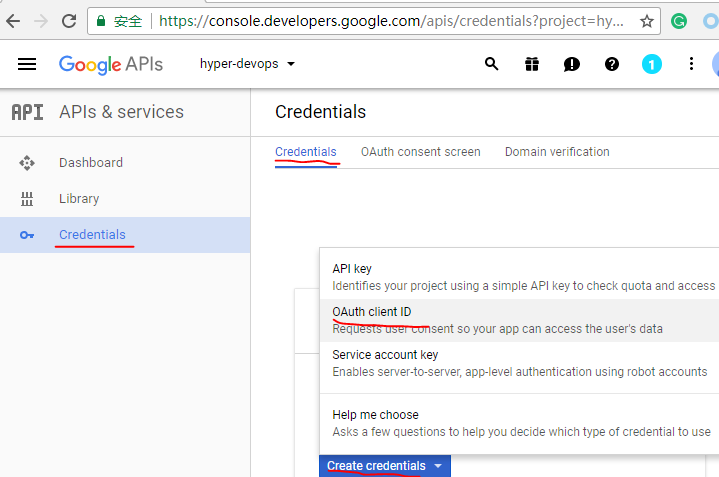 安全 https://console.developers.google.com/apis/credentials?project=hy...
Google APIs hyper-devops 1
API APIs & services
Credentials
Credentials OAuth consent screen Domain verification
Dashboard
Library
Credentials
API key
Identifies your project using a simple API key to check quota and access
OAuth client ID
Requests user consent so your app can access the user's data
Service account key
Enables server-to-server, app-level authentication using robot accounts
Help me choose
Asks a few questions to help you decide which type of credential to use
Create credentials